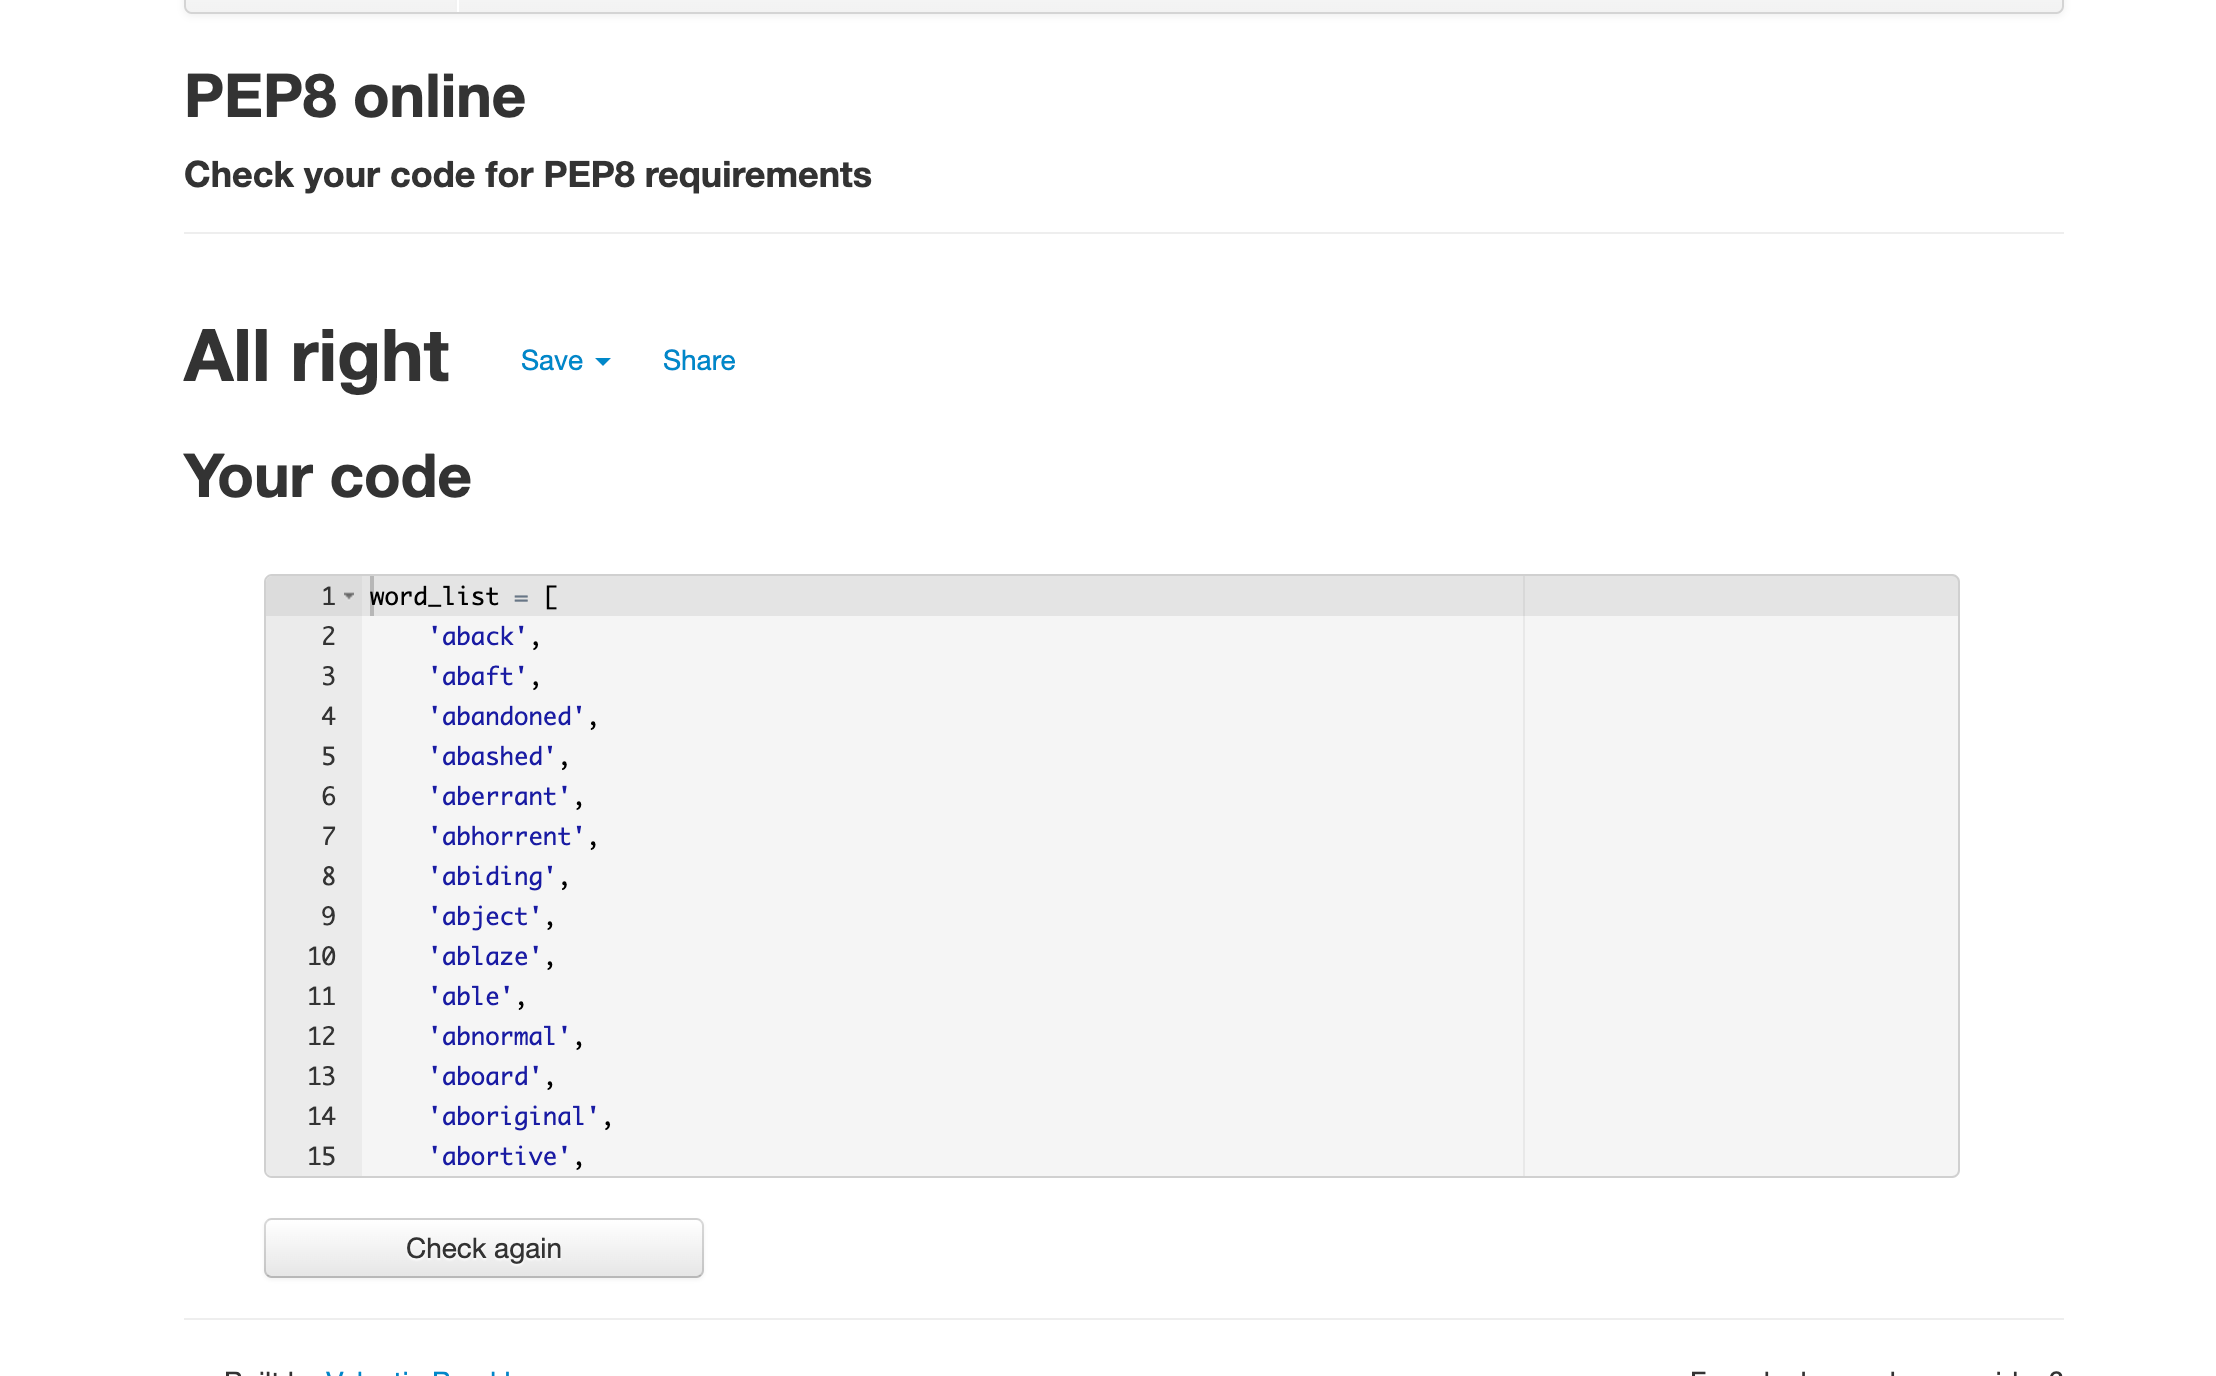 PEP8 online
Check your code for PEP8 requirements
All right Save Share
Your code
1 word_list = [
2 'aback',
3 'abaft',
4 'abandoned',
5 'abashed',
6 'aberrant',
7 'abhorrent',
8 'abiding',
9 'abject',
10 'ablaze',
11 'able',
12 'abnormal',
13 'aboard',
14 'aboriginal',
15 'abortive',
Check again